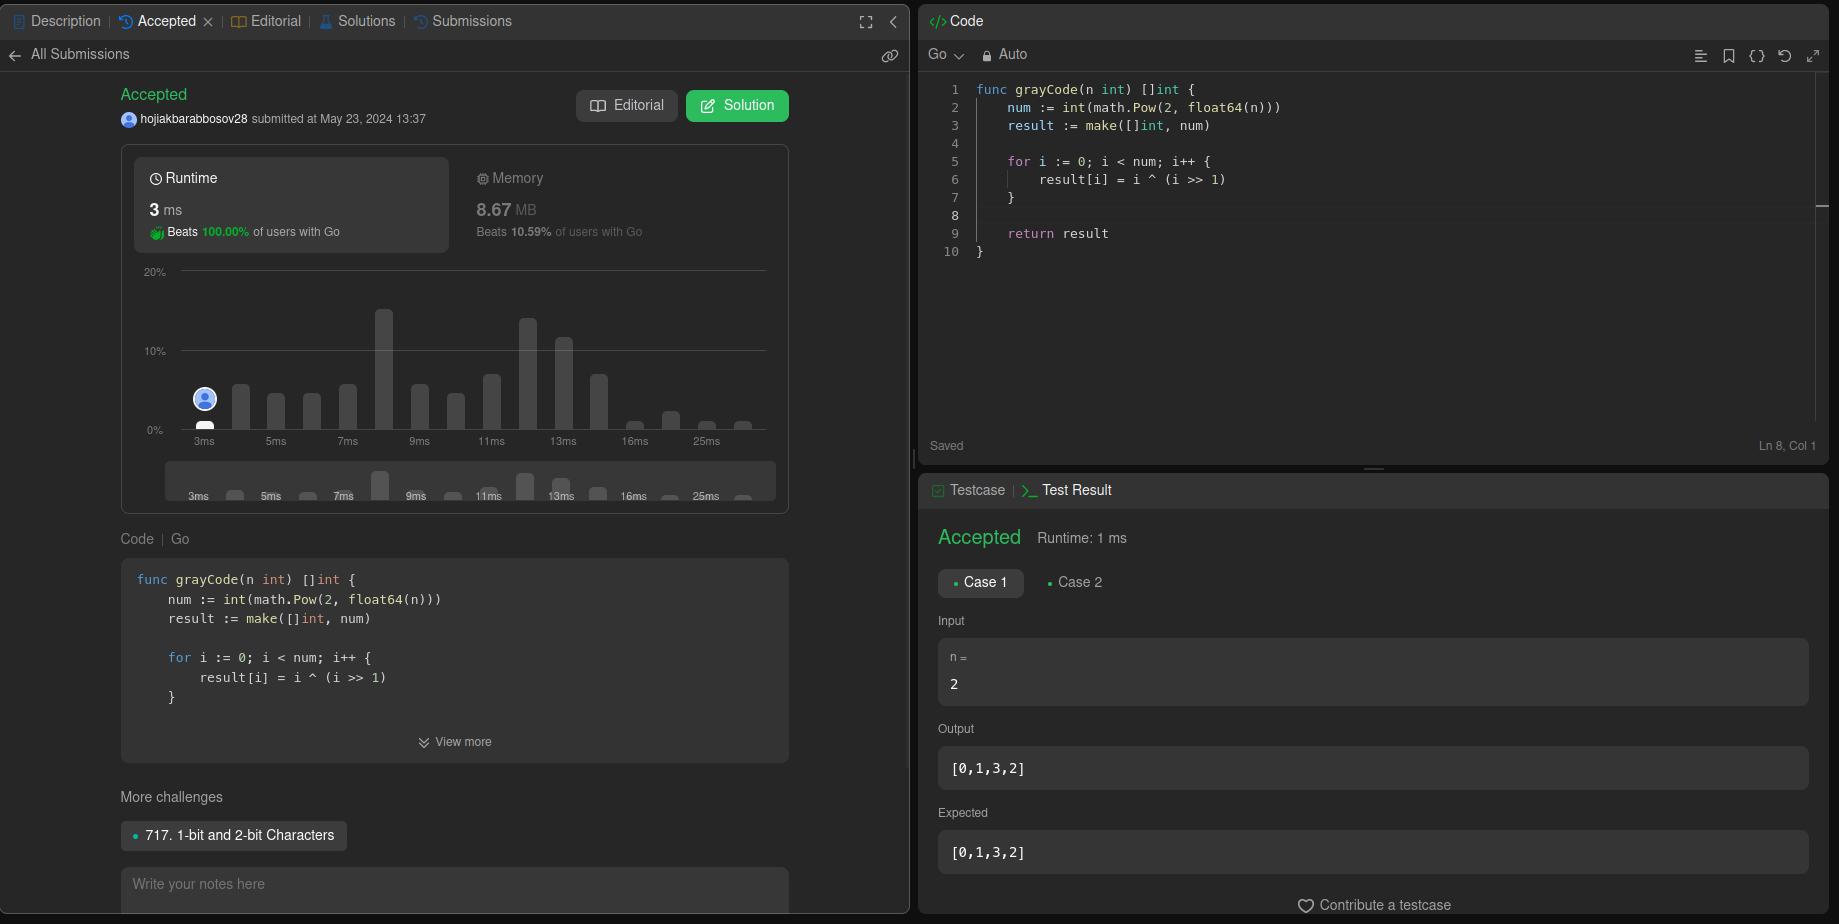 Description
Accepted
Editorial
Solutions
Submissions
All Submissions
Accepted
hojiakbarabbosov28 submitted at May 23, 2024 13:37
Editorial
Solution
Runtime
3 ms
Beats 100.00% of users with Go
Memory
8.67 MB
Beats 10.59% of users with Go
20%
10%
0%
3ms 5ms 7ms 9ms 11ms 13ms 16ms 25ms
3ms 5ms 7ms 9ms 11ms 13ms 16ms 25ms
Code | Go
func grayCode(n int) []int {
    num := int(math.Pow(2, float64(n)))
    result := make([]int, num)
    for i := 0; i < num; i++ {
        result[i] = i ^ (i >> 1)
    }
View more
More challenges
717. 1-bit and 2-bit Characters
Write your notes here
</> Code
Go
Auto
1 func grayCode(n int) []int {
2     num := int(math.Pow(2, float64(n)))
3     result := make([]int, num)
4
5     for i := 0; i < num; i++ {
6         result[i] = i ^ (i >> 1)
7     }
8
9     return result
10 }
Saved
Ln 8, Col 1
Testcase
>_ Test Result
Accepted Runtime: 1 ms
Case 1
Case 2
Input
n =
2
Output
[0,1,3,2]
Expected
[0,1,3,2]
Contribute a testcase